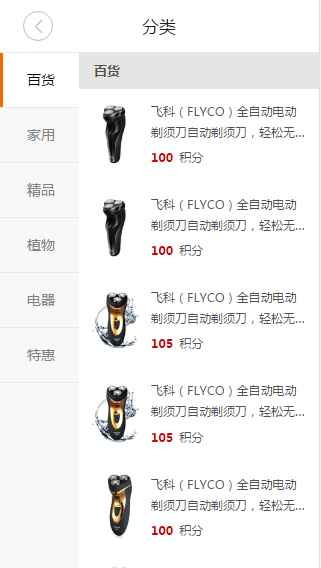 分类
百货
家用
精品
植物
电器
特惠
百货
飞科（FLYCO）全自动电动
剃须刀自动剃须刀，轻松无...
100 积分
飞科（FLYCO）全自动电动
剃须刀自动剃须刀，轻松无...
100 积分
飞科（FLYCO）全自动电动
剃须刀自动剃须刀，轻松无...
105 积分
飞科（FLYCO）全自动电动
剃须刀自动剃须刀，轻松无...
105 积分
飞科（FLYCO）全自动电动
剃须刀自动剃须刀，轻松无...
100 积分